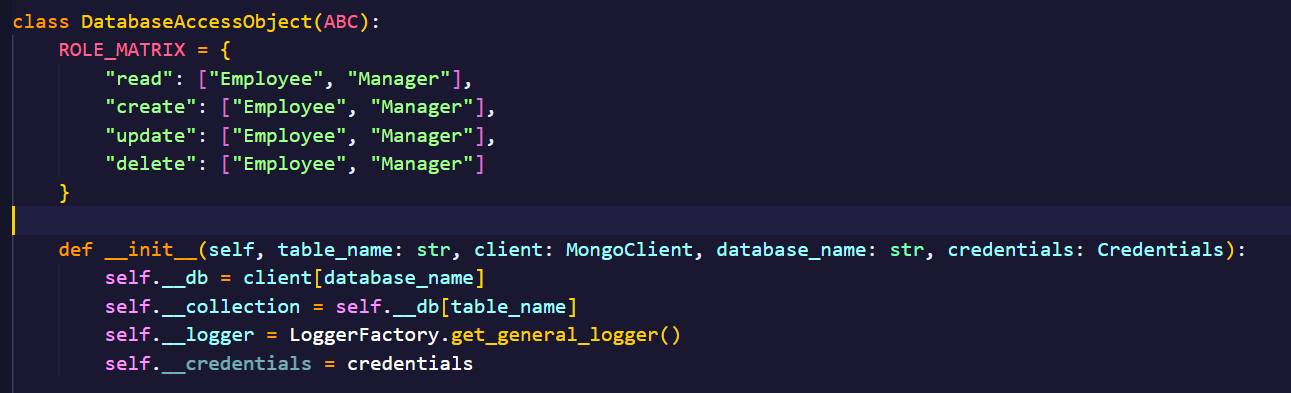 class DatabaseAccessObject(ABC):
    ROLE_MATRIX = {
        "read": ["Employee", "Manager"],
        "create": ["Employee", "Manager"],
        "update": ["Employee", "Manager"],
        "delete": ["Employee", "Manager"]
    }
    def __init__(self, table_name: str, client: MongoClient, database_name: str, credentials: Credentials):
        self.__db = client[database_name]
        self.__collection = self.__db[table_name]
        self.__logger = LoggerFactory.get_general_logger()
        self.__credentials = credentials